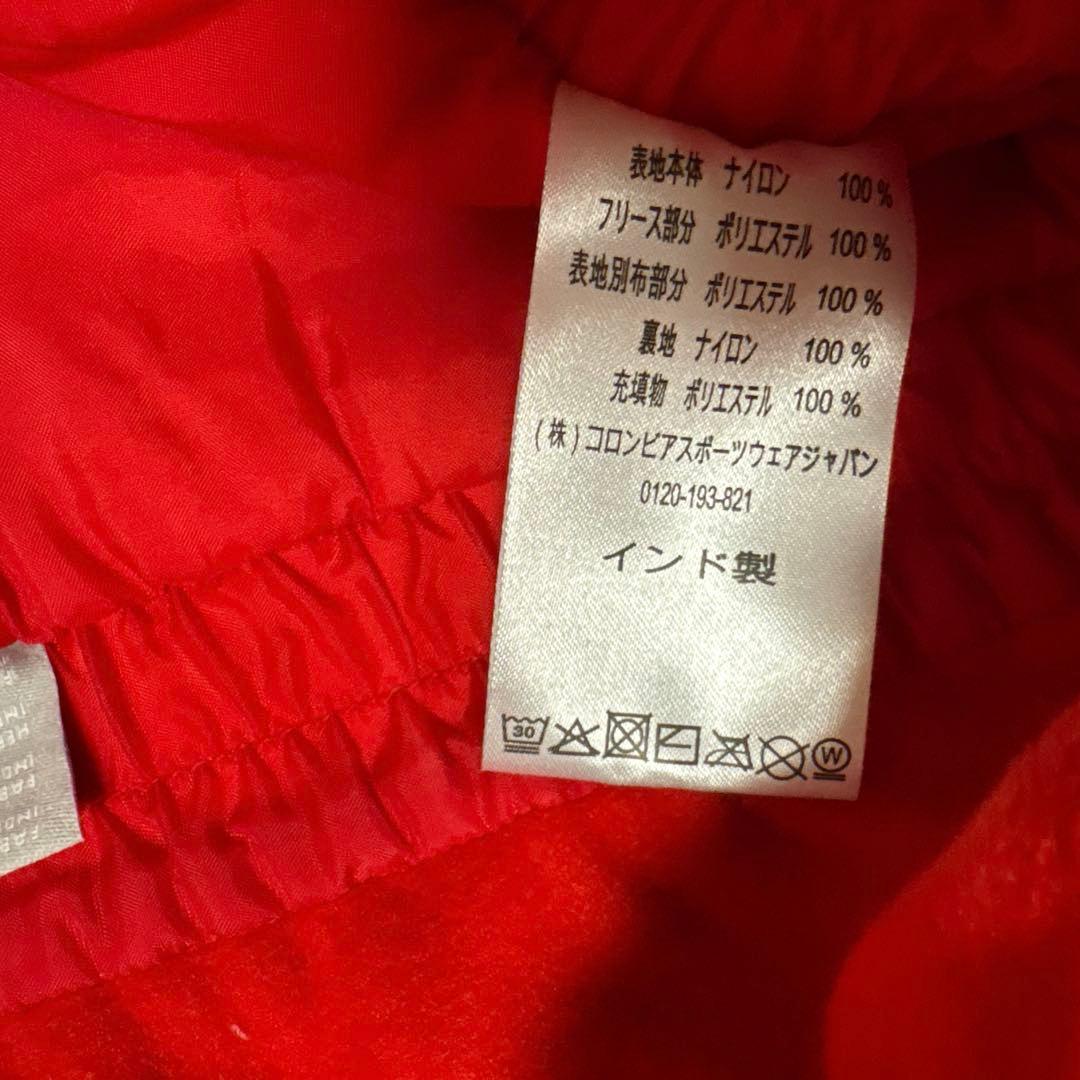 表地本体 ナイロン 100 %
フリース部分 ポリエステル 100 %
表地別布部分 ポリエステル 100 %
裏地 ナイロン 100 %
充填物 ポリエステル 100 %
(株)コロンビアスポーツウェアジャパン
0120-193-821
インド製
30
W